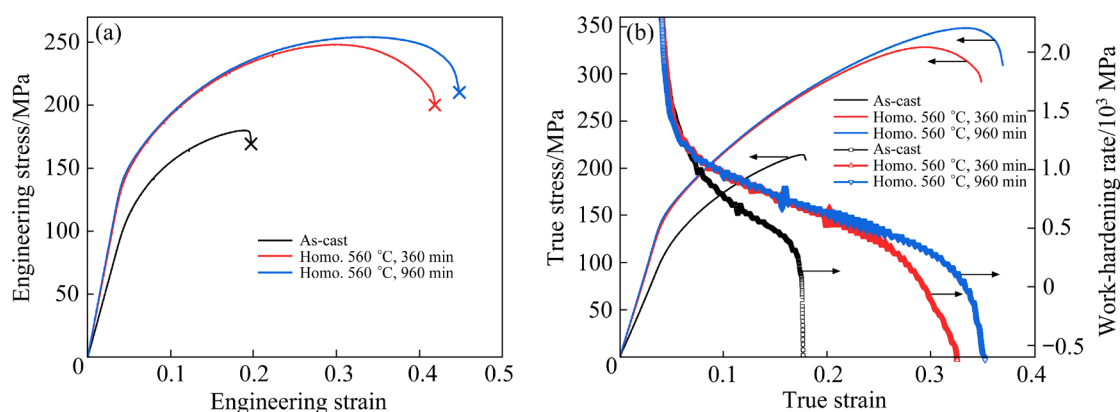 (a)
250
200
150
100
50
0
0.1
0.2
0.3
0.4
0.5
Engineering stress/MPa
Engineering strain
As-cast
Homo. 560 °C, 360 min
Homo. 560 °C, 960 min
(b)
350
300
250
200
150
100
50
0
0.1
0.2
0.3
0.4
True stress/MPa
True strain
As-cast
Homo. 560 °C, 360 min
Homo. 560 °C, 960 min
As-cast
Homo. 560 °C, 360 min
Homo. 560 °C, 960 min
2.0
1.5
1.0
0.5
0
−0.5
Work-hardening rate/10³ MPa